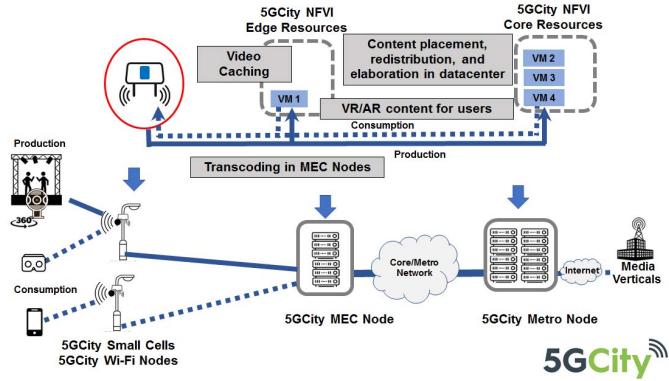 5GCity NFVI
Edge Resources
5GCity NFVI
Core Resources
Video
Caching
Content placement,
redistribution, and
elaboration in datacenter
VM 1
VM 2
VM 3
VM 4
VR/AR content for users
Consumption
Production
Production
Transcoding in MEC Nodes
360°
Core/Metro
Network
Internet
Media
Verticals
Consumption
5GCity MEC Node
5GCity Metro Node
5GCity Small Cells
5GCity Wi-Fi Nodes
5GCity